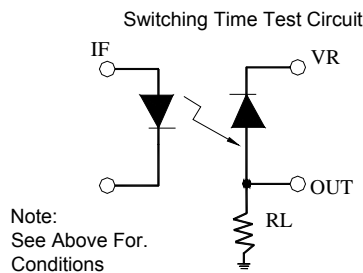 Switching Time Test Circuit
IF
VR
OUT
RL
Note:
See Above For.
Conditions